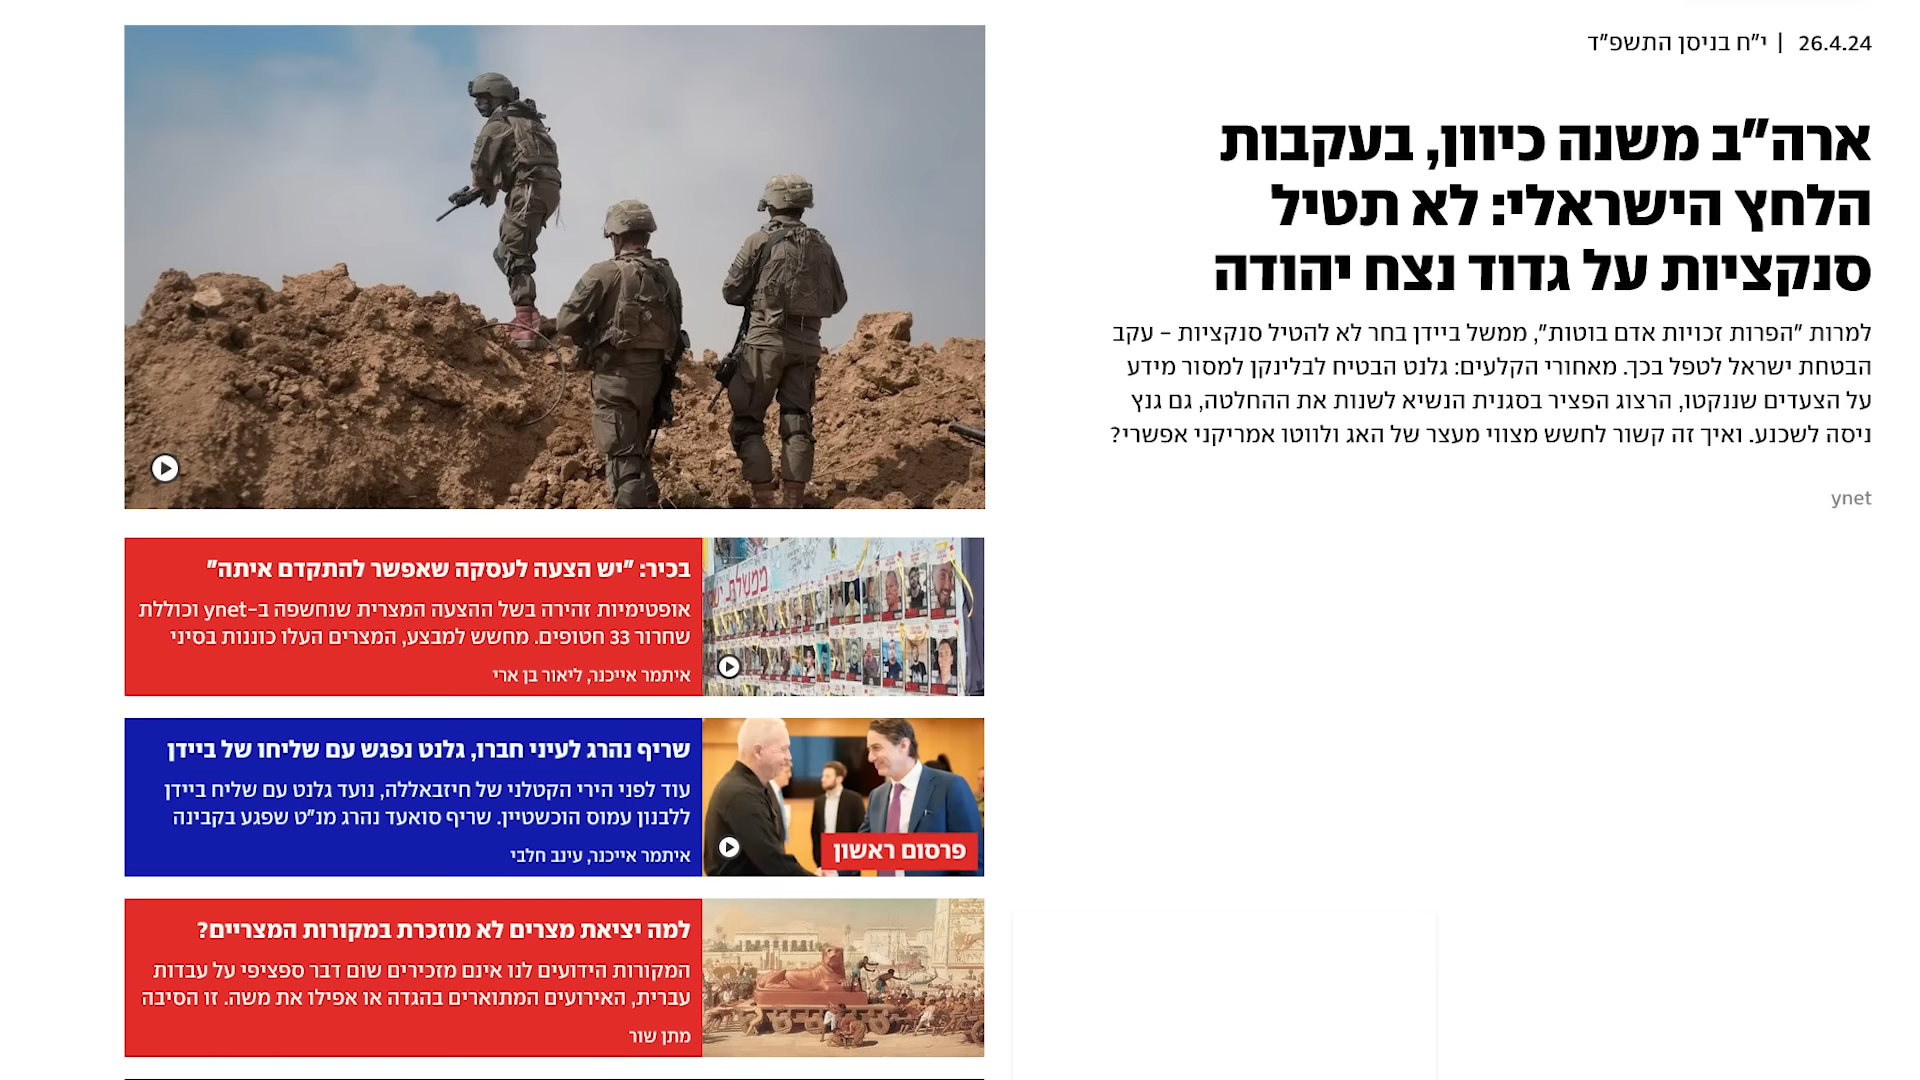 26.4.24 | י"ח בניסן התשפ"ד
ארה"ב משנה כיוון, בעקבות
הלחץ הישראלי: לא תטיל
סנקציות על גדוד נצח יהודה
למרות "הפרות זכויות אדם בוטות", ממשל ביידן בחר לא להטיל סנקציות - עקב
הבטחת ישראל לטפל בכך. מאחורי הקלעים: גלנט הבטיח לבלינקן למסור מידע
על הצעדים שננקטו, הרצוג הפציר בסגנית הנשיא לשנות את ההחלטה, גם גנץ
ניסה לשכנע. ואיך זה קשור לחשש מצווי מעצר של האג ולווטו אמריקני אפשרי?
ynet
ממשלת
בכיר: "יש הצעה לעסקה שאפשר להתקדם איתה"
אופטימיות זהירה בשל ההצעה המצרית שנחשפה ב-ynet וכוללת
שחרור 33 חטופים. מחשש למבצע, המצרים העלו כוננות בסיני
איתמר אייכנר, ליאור בן ארי
פרסום ראשון
שריף נהרג לעיני חברו, גלנט נפגש עם שליחו של ביידן
עוד לפני הירי הקטלני של חיזבאללה, נועד גלנט עם שליח ביידן
ללבנון עמוס הוכשטיין. שריף סואעד נהרג מנ"ט שפגע בקבינה
איתמר אייכנר, עינב חלבי
למה יציאת מצרים לא מוזכרת במקורות המצריים?
המקורות הידועים לנו אינם מזכירים שום דבר ספציפי על עבדות
עברית, האירועים המתוארים בהגדה או אפילו את משה. זו הסיבה
מתן שור